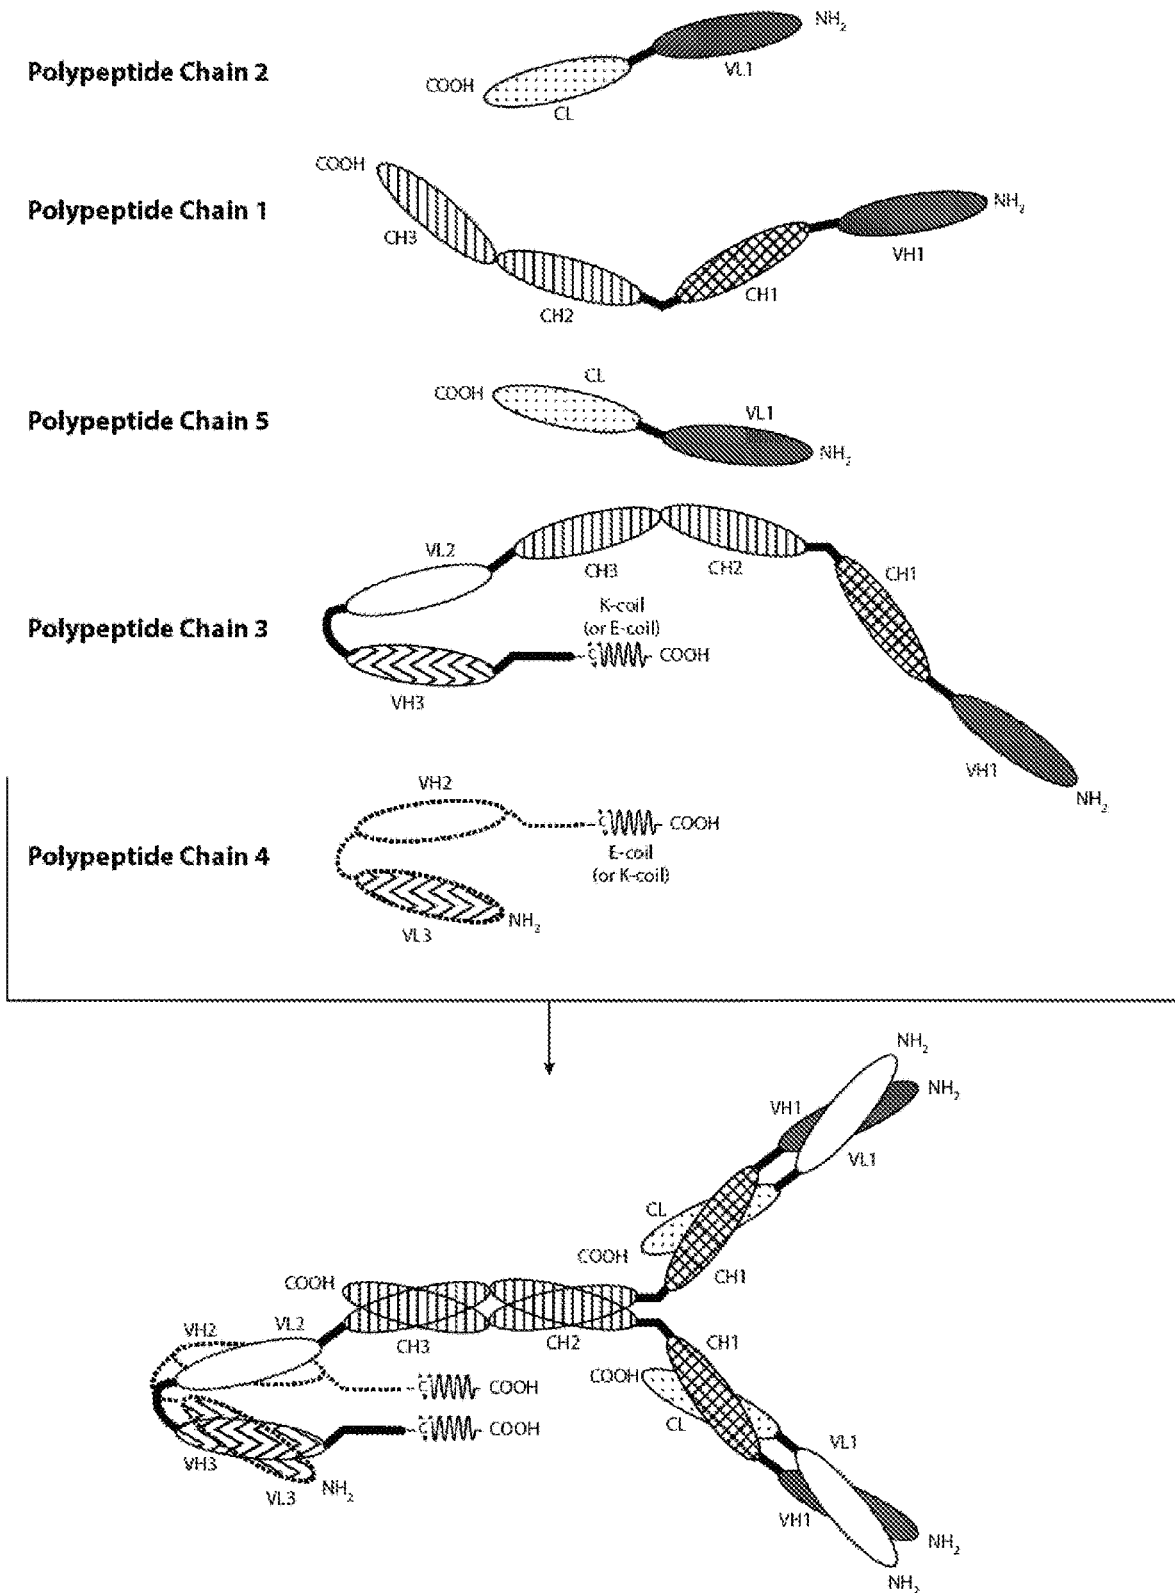 NH2
Polypeptide Chain 2
VL1
COOH
CL
COOH
Polypeptide Chain 1
NH2
CH3
VH1
CH1
CH2
CL
COOH
Polypeptide Chain 5
VL1
NH2
VL2
CH3
CH2
CH1
K-coil
(or E-coil)
Polypeptide Chain 3
C
COOH
VH3
VH1
NH2
VH2
C
COOH
E-coil
(or K-coil)
Polypeptide Chain 4
NH2
VL3
NH2
NH2
VH1
VL1
CL
COOH
CH1
COOH
VL2
VH2
CH3
CH2
CH1
COOH
C
COOH
CL
C
COOH
VL1
VH3
NH2
VL3
VH1
NH2
NH2